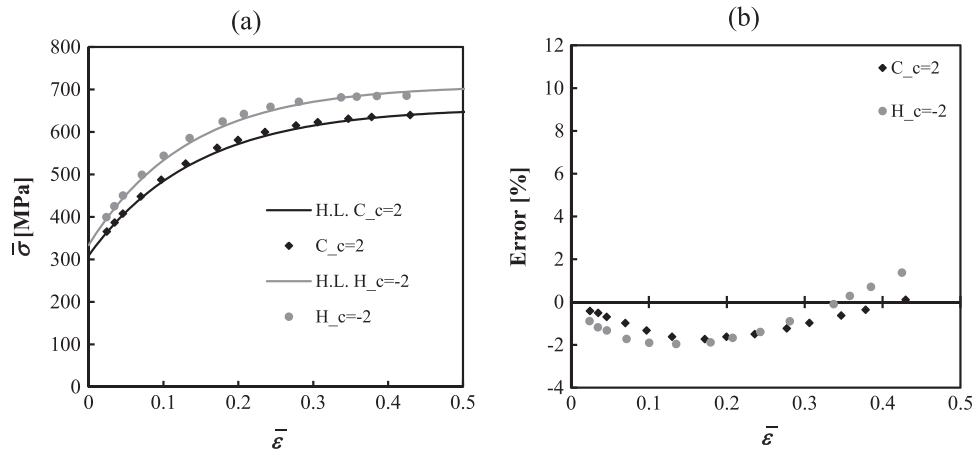 (a)
800
700
600
500
400
300
200
100
0
0
0.1
0.2
0.3
0.4
0.5
σ̄ [MPa]
ε̄
H.L. C_c=2
C_c=2
H.L. H_c=-2
H_c=-2
(b)
12
10
8
6
4
2
0
-2
-4
0
0.1
0.2
0.3
0.4
0.5
Error [%]
ε̄
C_c=2
H_c=-2